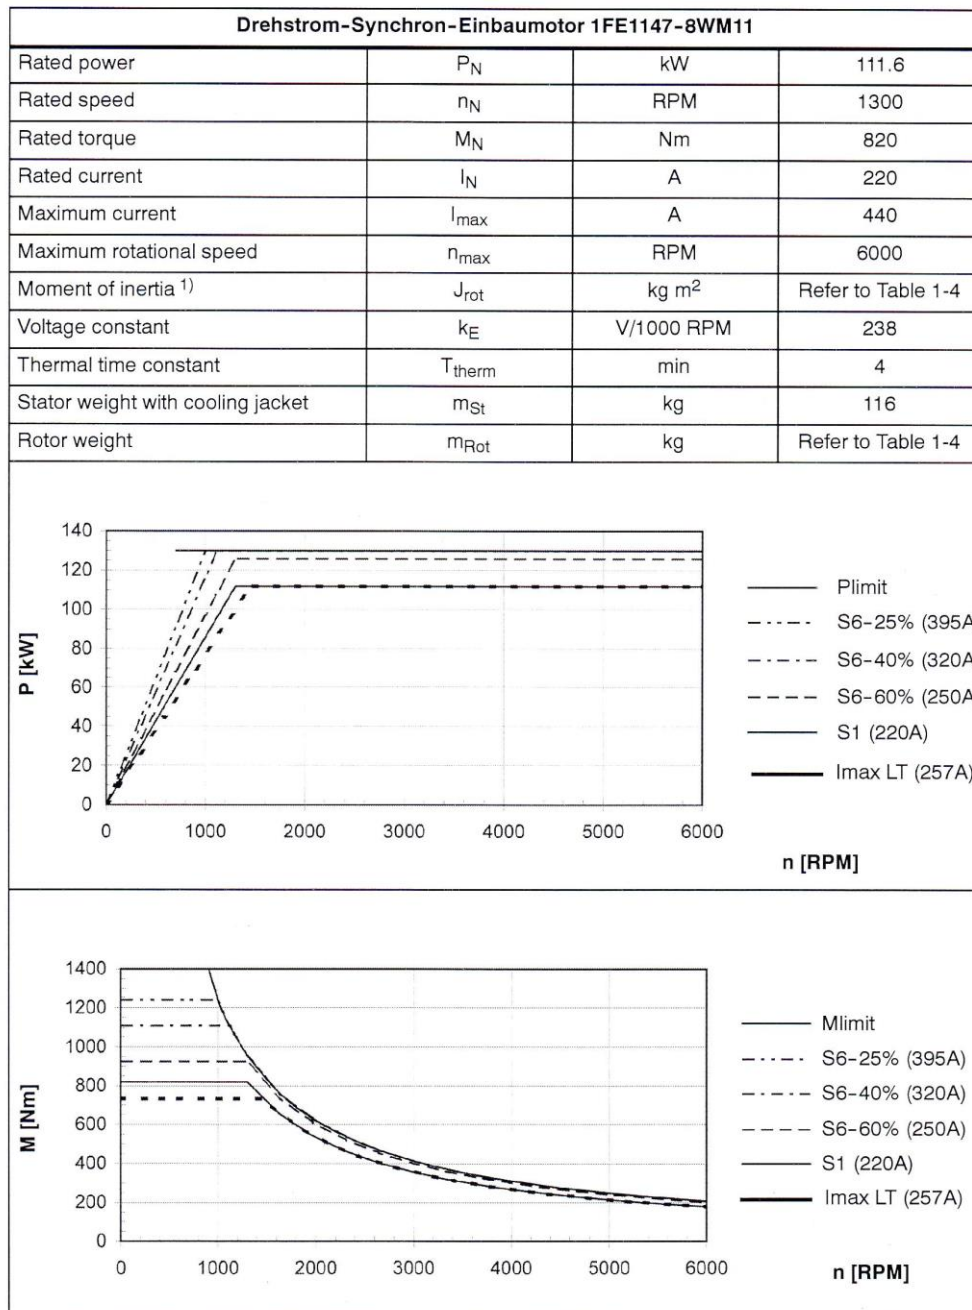 Drehstrom-Synchron-Einbaumotor 1FE1147-8WM11
Rated power P_N kW 111.6
Rated speed n_N RPM 1300
Rated torque M_N Nm 820
Rated current I_N A 220
Maximum current I_max A 440
Maximum rotational speed n_max RPM 6000
Moment of inertia 1) J_rot kg m² Refer to Table 1-4
Voltage constant k_E V/1000 RPM 238
Thermal time constant T_therm min 4
Stator weight with cooling jacket m_St kg 116
Rotor weight m_Rot kg Refer to Table 1-4
P [kW]
140
120
100
80
60
40
20
0
0 1000 2000 3000 4000 5000 6000
n [RPM]
Plimit
S6-25% (395A
S6-40% (320A
S6-60% (250A
S1 (220A)
Imax LT (257A)
M [Nm]
1400
1200
1000
800
600
400
200
0
0 1000 2000 3000 4000 5000 6000
n [RPM]
Mlimit
S6-25% (395A)
S6-40% (320A)
S6-60% (250A)
S1 (220A)
Imax LT (257A)